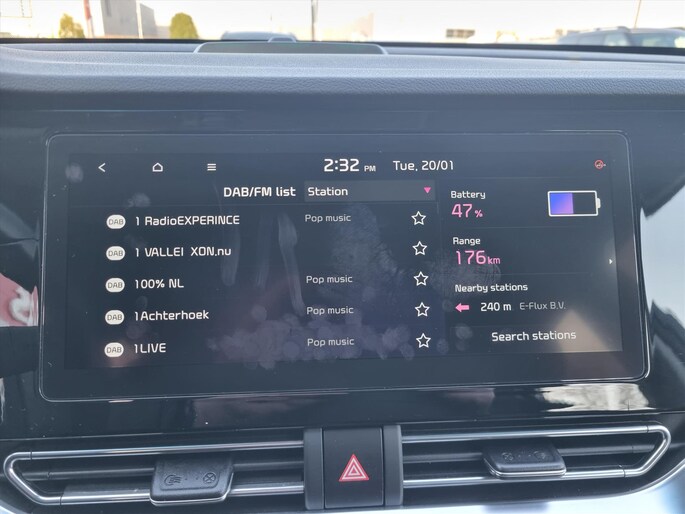 2:32 PM Tue, 20/01
DAB/FM list Station
DAB 1 RadioEXPERINCE Pop music
DAB 1 VALLEI XON.nu
DAB 100% NL Pop music
DAB 1Achterhoek Pop music
DAB 1LIVE Pop music
Battery
47%
Range
176km
Nearby stations
240 m E-Flux B.V.
Search stations